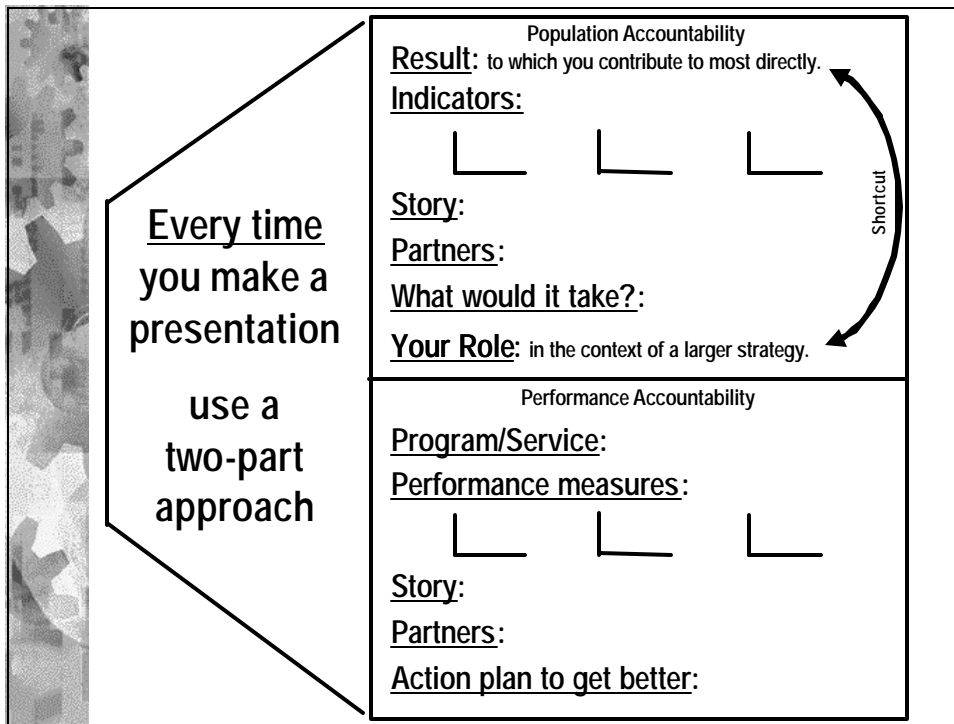 Every time
you make a
presentation
use a
two-part
approach
Population Accountability
Result: to which you contribute to most directly.
Indicators:
Story:
Partners:
What would it take?:
Your Role: in the context of a larger strategy.
Shortcut
Performance Accountability
Program/Service:
Performance measures:
Story:
Partners:
Action plan to get better: